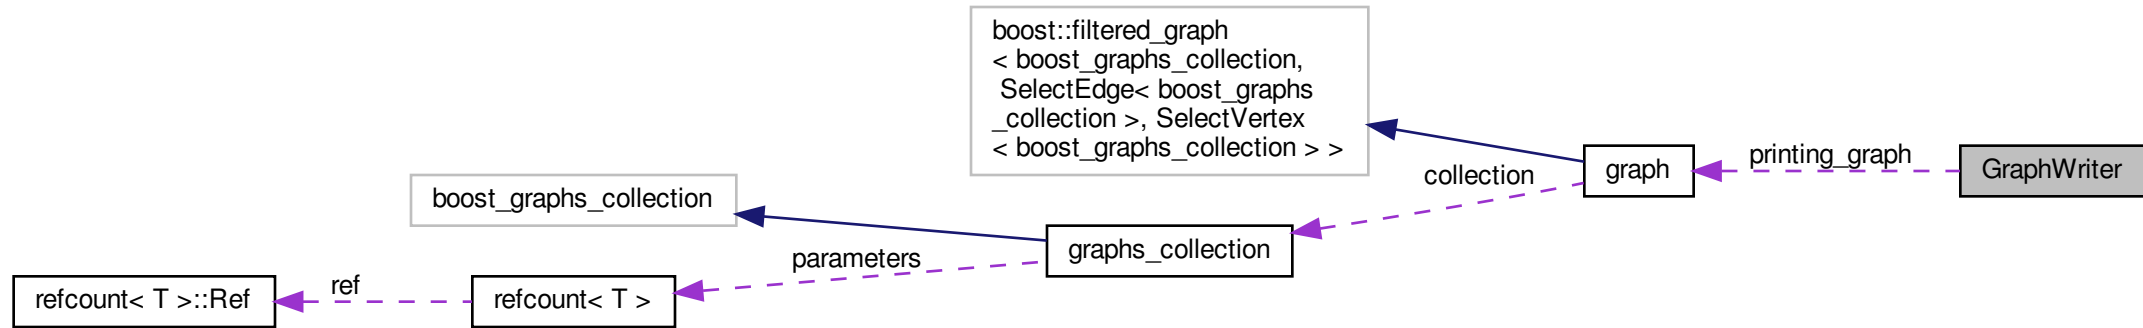 boost::filtered_graph
< boost_graphs_collection,
SelectEdge< boost_graphs
_collection >, SelectVertex
< boost_graphs_collection > >
printing_graph
graph
GraphWriter
collection
boost_graphs_collection
graphs_collection
parameters
refcount< T >::Ref
ref
refcount< T >